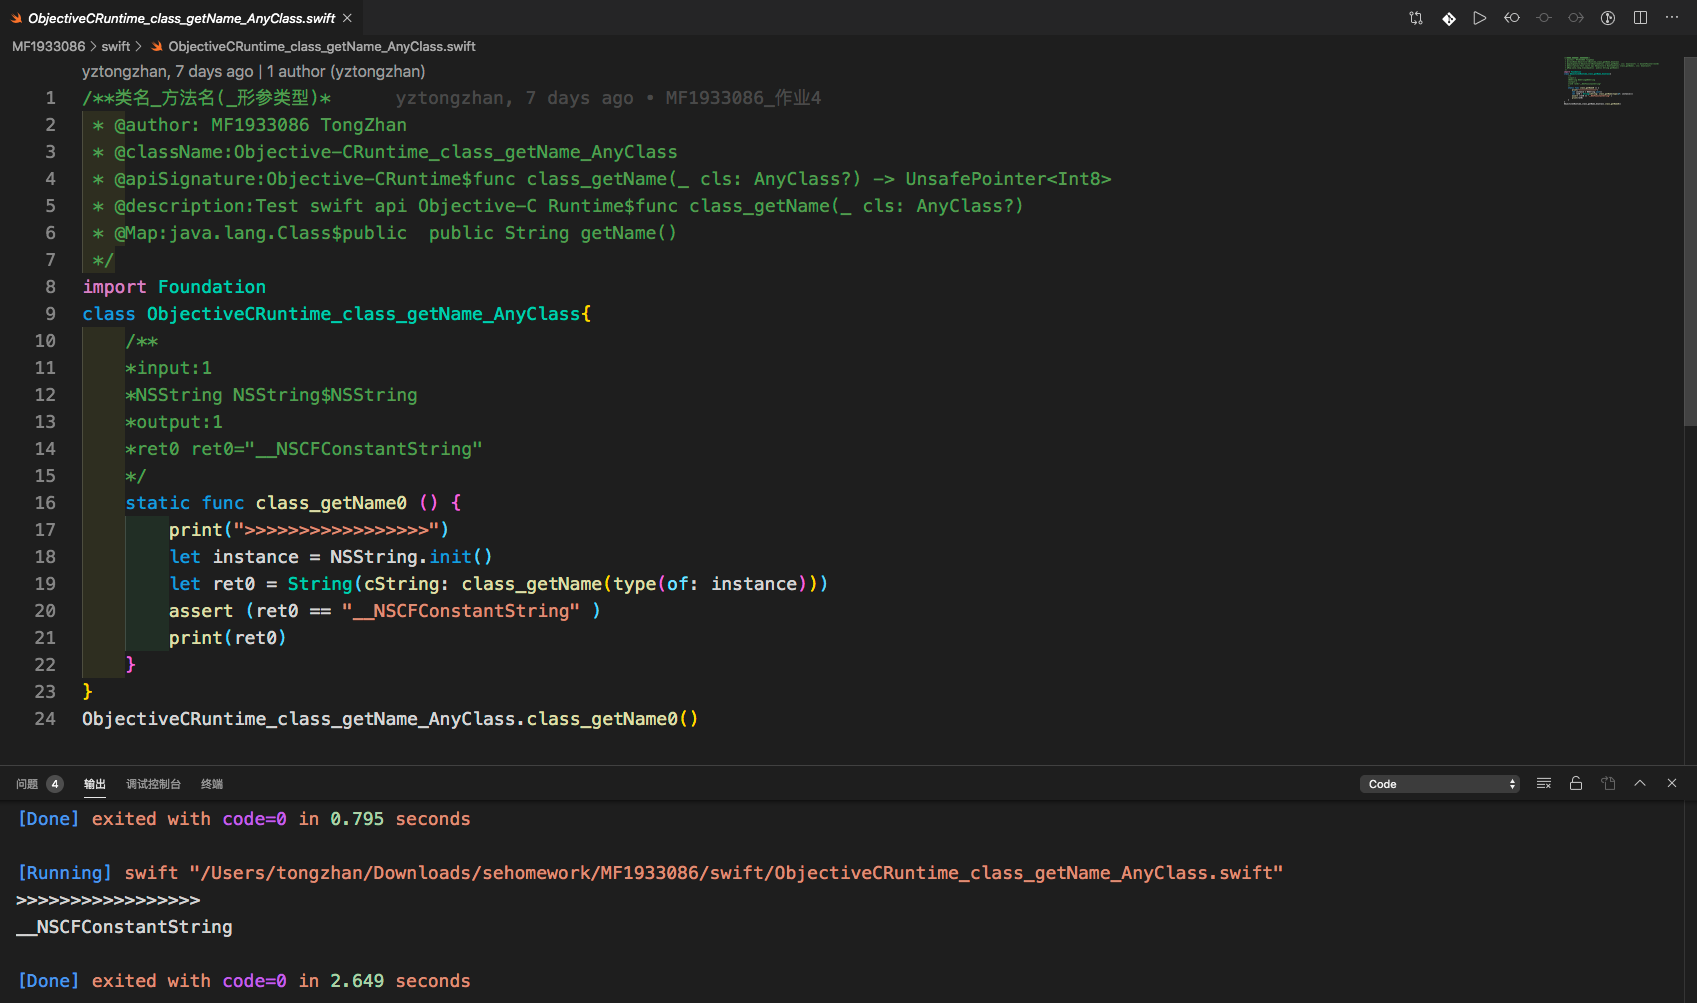 ObjectiveCRuntime_class_getName_AnyClass.swift
MF1933086 > swift > ObjectiveCRuntime_class_getName_AnyClass.swift
yztongzhan, 7 days ago | 1 author (yztongzhan)
1 /**类名_方法名(_形参类型)* yztongzhan, 7 days ago • MF1933086_作业4
2 * @author: MF1933086 TongZhan
3 * @className:Objective-CRuntime_class_getName_AnyClass
4 * @apiSignature:Objective-CRuntime$func class_getName(_ cls: AnyClass?) -> UnsafePointer<Int8>
5 * @description:Test swift api Objective-C Runtime$func class_getName(_ cls: AnyClass?)
6 * @Map:java.lang.Class$public  public String getName()
7 */
8 import Foundation
9 class ObjectiveCRuntime_class_getName_AnyClass{
10 /**
11 *input:1
12 *NSString NSString$NSString
13 *output:1
14 *ret0 ret0="__NSCFConstantString"
15 */
16 static func class_getName0 () {
17 print(">>>>>>>>>>>>>>>>>")
18 let instance = NSString.init()
19 let ret0 = String(cString: class_getName(type(of: instance)))
20 assert (ret0 == "__NSCFConstantString" )
21 print(ret0)
22 }
23 }
24 ObjectiveCRuntime_class_getName_AnyClass.class_getName0()
问题 4 输出 调试控制台 终端 Code
[Done] exited with code=0 in 0.795 seconds
[Running] swift "/Users/tongzhan/Downloads/sehomework/MF1933086/swift/ObjectiveCRuntime_class_getName_AnyClass.swift"
>>>>>>>>>>>>>>>>>
__NSCFConstantString
[Done] exited with code=0 in 2.649 seconds